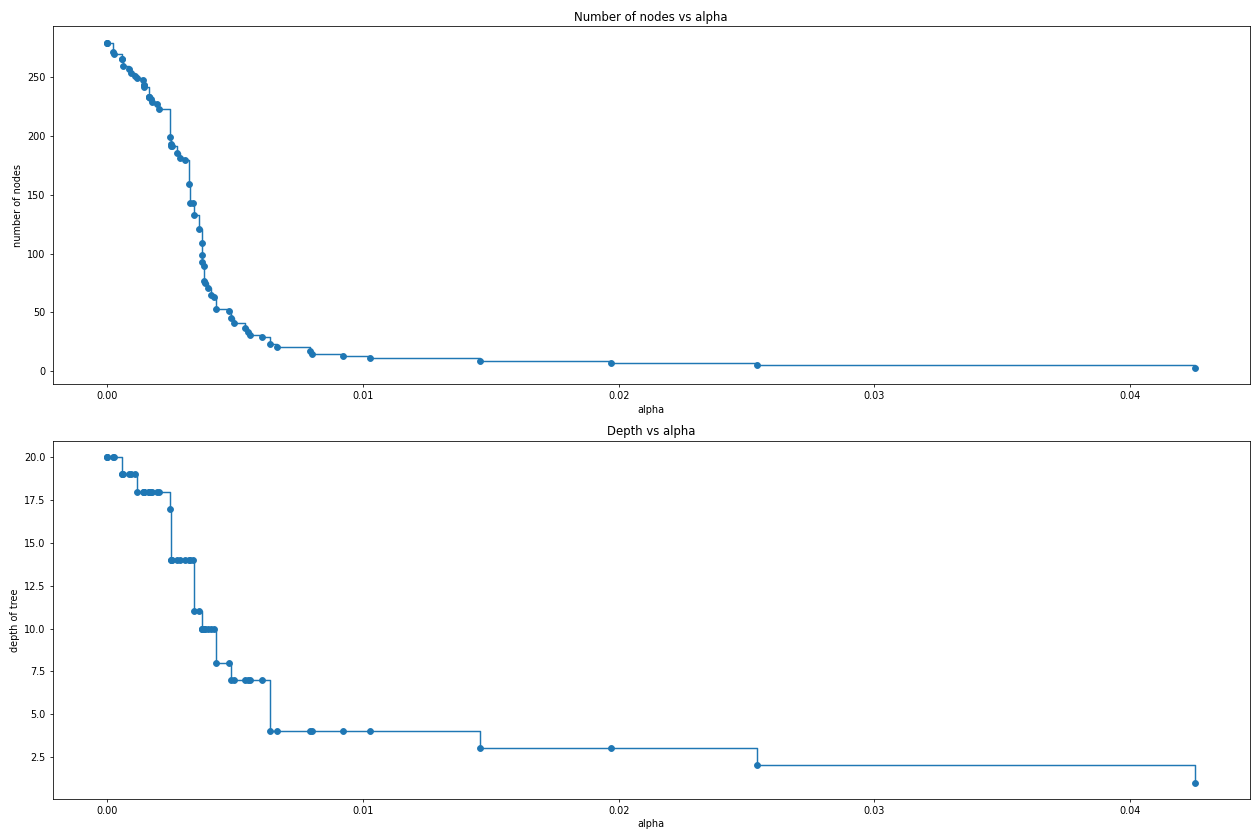 Number of nodes vs alpha
number of nodes
250
200
150
100
50
0
0.00 0.01 0.02 0.03 0.04
alpha
Depth vs alpha
depth of tree
20.0
17.5
15.0
12.5
10.0
7.5
5.0
2.5
0.00 0.01 0.02 0.03 0.04
alpha